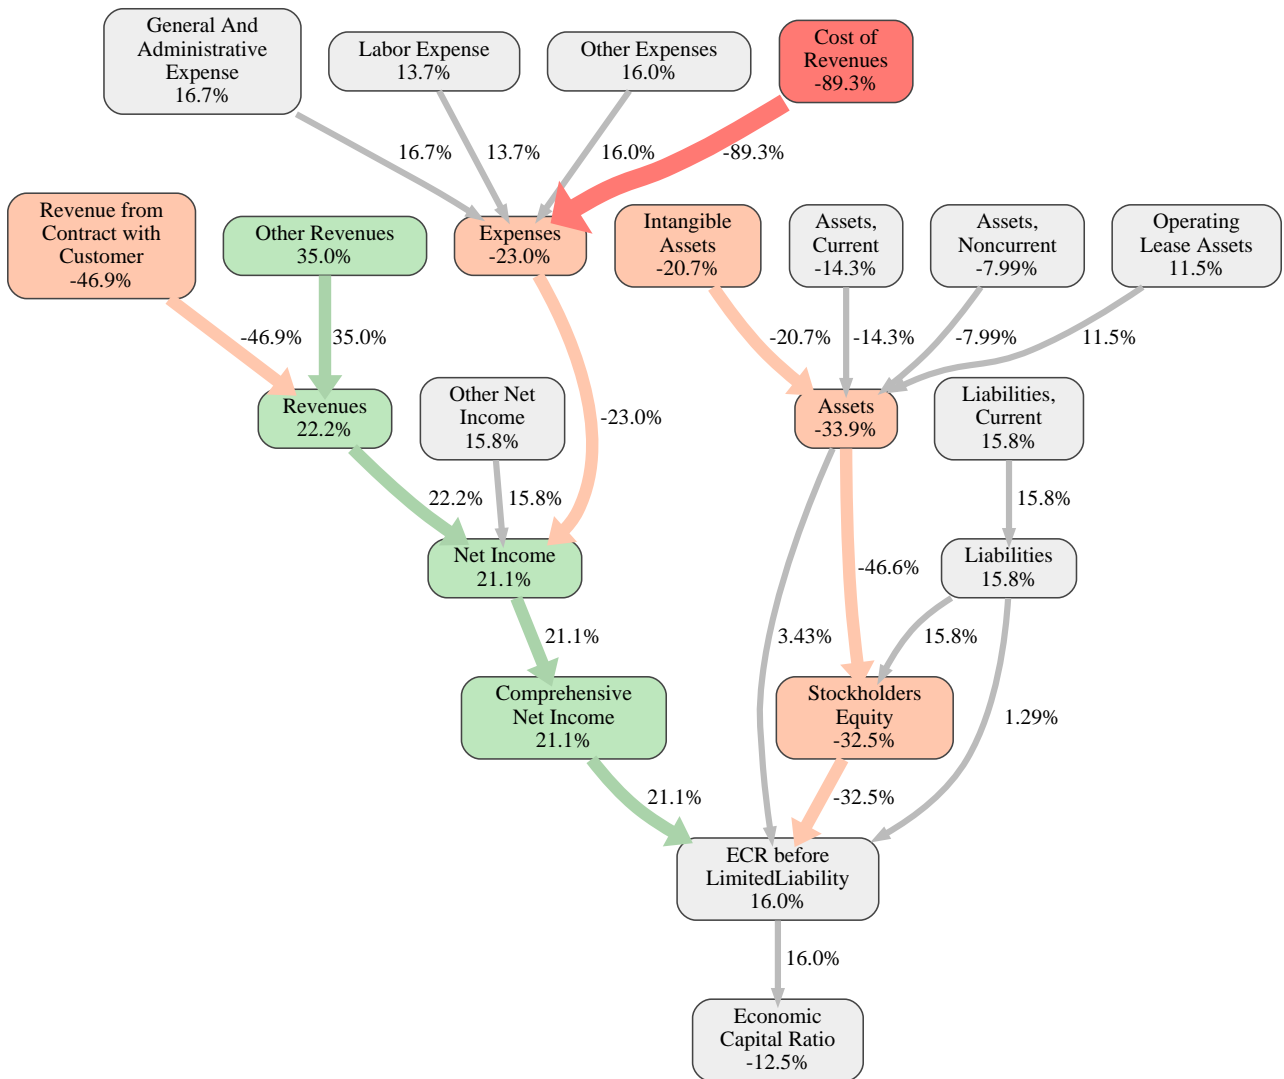 General And
Administrative
Expense
16.7%
Labor Expense
13.7%
Other Expenses
16.0%
Cost of
Revenues
-89.3%
16.7%
13.7%
16.0%
-89.3%
Revenue from
Contract with
Customer
-46.9%
Other Revenues
35.0%
Expenses
-23.0%
Intangible
Assets
-20.7%
Assets,
Current
-14.3%
Assets,
Noncurrent
-7.99%
Operating
Lease Assets
11.5%
-46.9%
35.0%
-20.7%
-14.3%
-7.99%
11.5%
Revenues
22.2%
Other Net
Income
15.8%
-23.0%
Assets
-33.9%
Liabilities,
Current
15.8%
22.2%
15.8%
15.8%
Net Income
21.1%
-46.6%
Liabilities
15.8%
21.1%
3.43%
15.8%
Comprehensive
Net Income
21.1%
Stockholders
Equity
-32.5%
1.29%
21.1%
-32.5%
ECR before
LimitedLiability
16.0%
16.0%
Economic
Capital Ratio
-12.5%